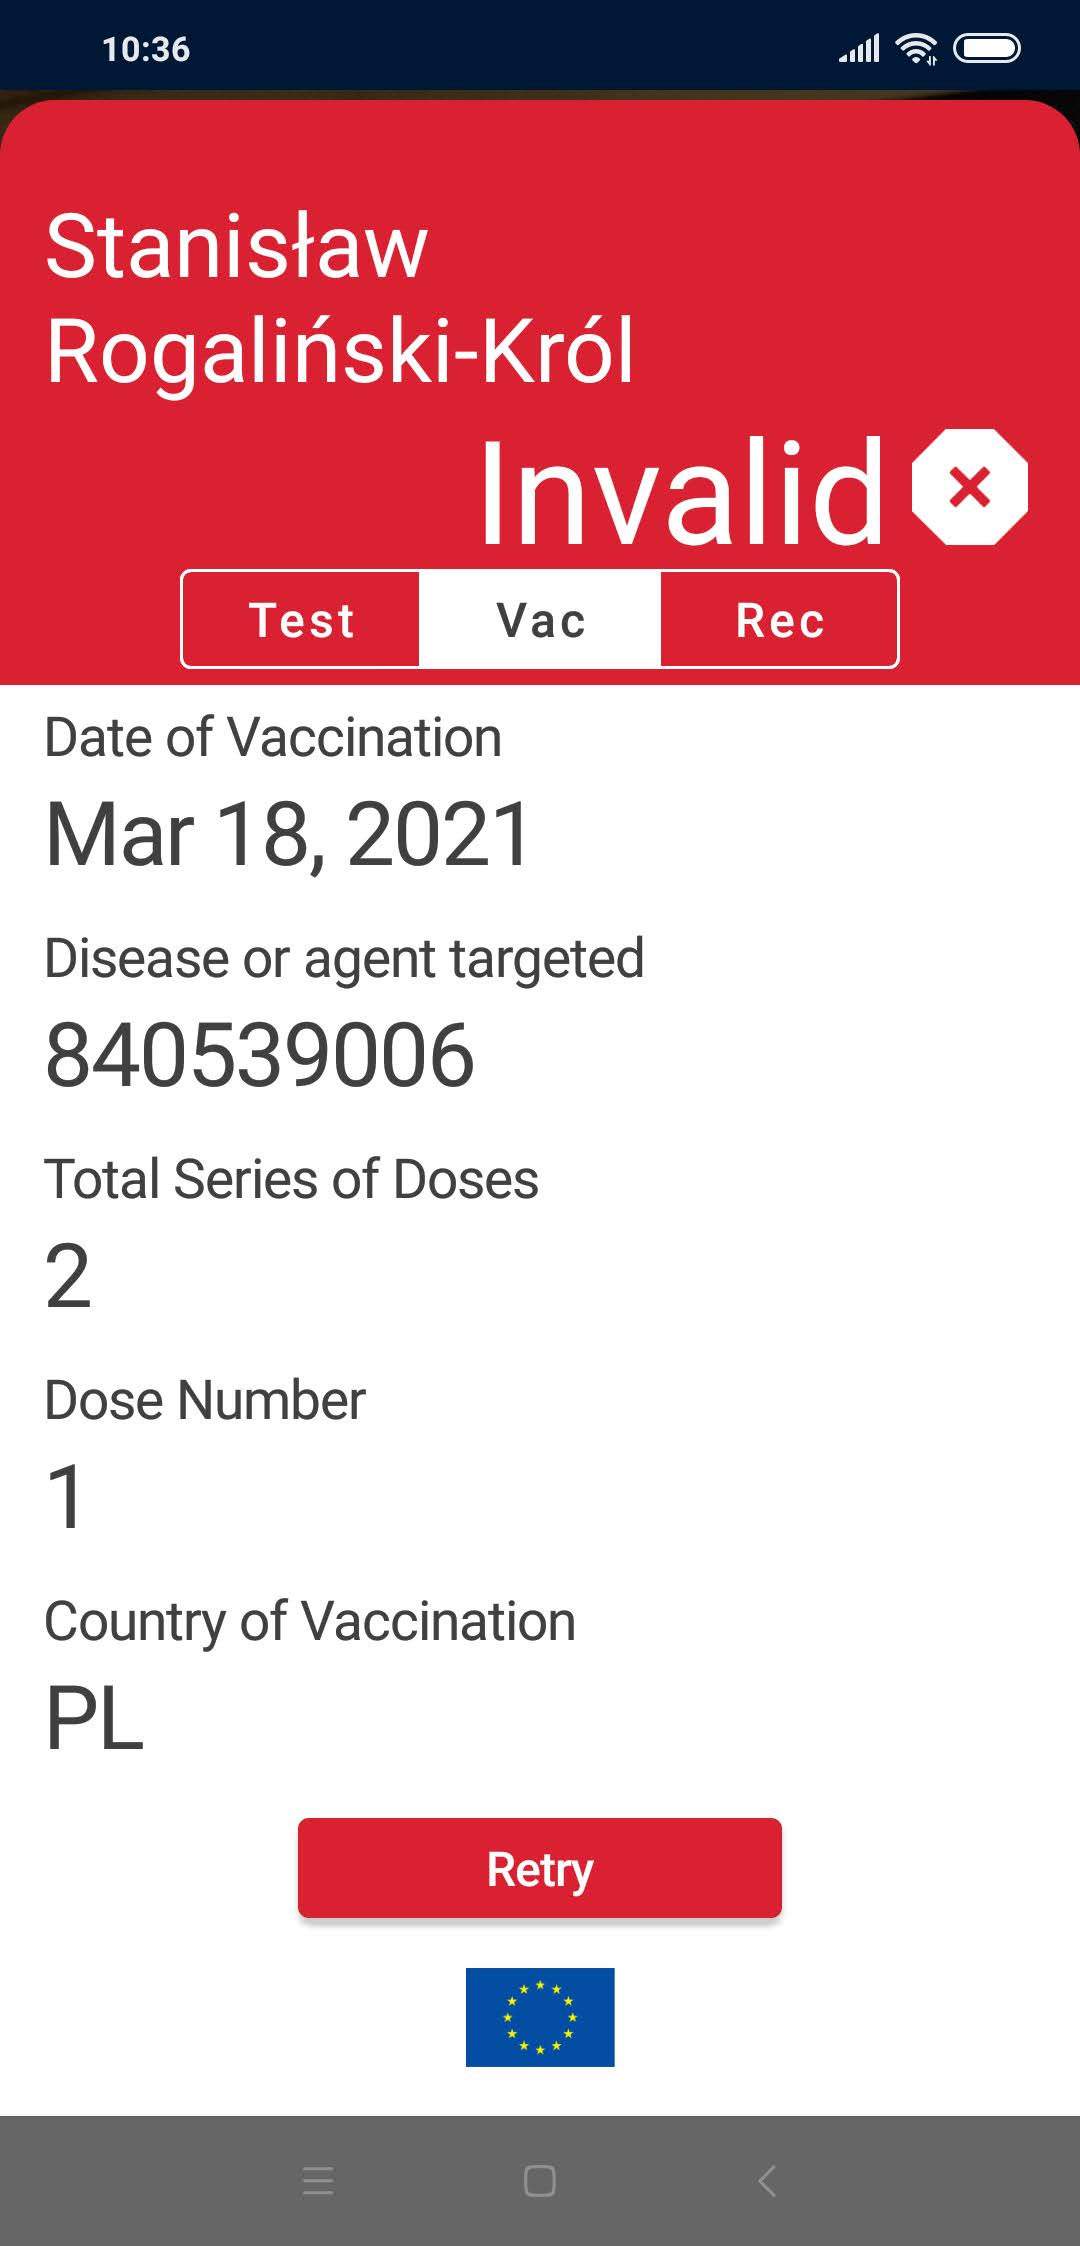 10:36
Stanisław
Rogaliński-Król
Invalid
Test Vac Rec
Date of Vaccination
Mar 18, 2021
Disease or agent targeted
840539006
Total Series of Doses
2
Dose Number
1
Country of Vaccination
PL
Retry